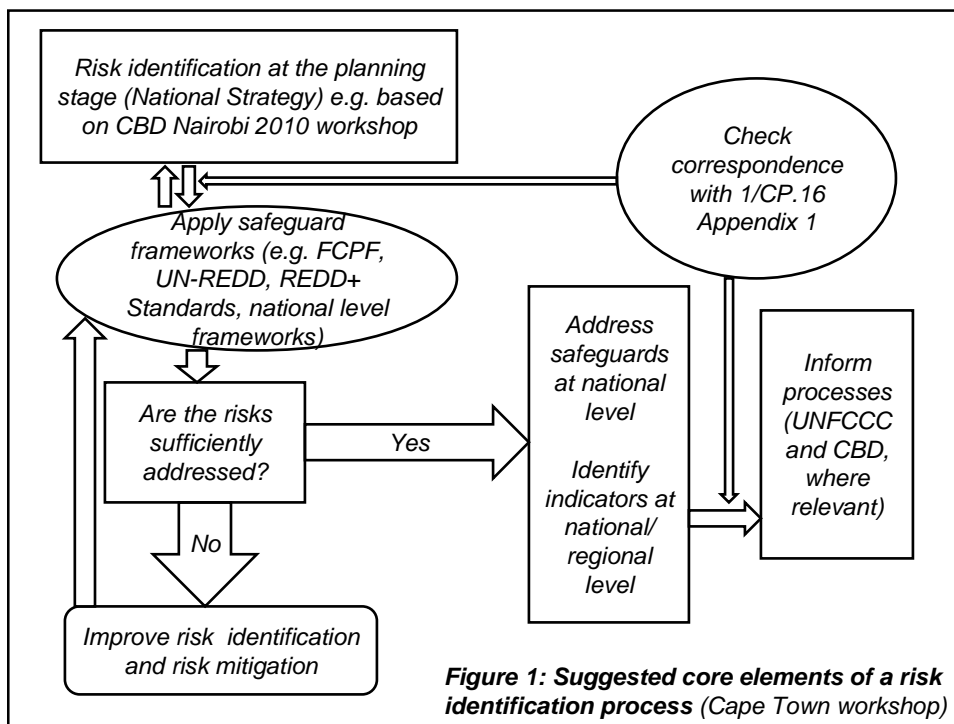 Risk identification at the planning
stage (National Strategy) e.g. based
on CBD Nairobi 2010 workshop
Check
correspondence
with 1/CP.16
Appendix 1
Apply safeguard
frameworks (e.g. FCPF,
UN-REDD, REDD+
Standards, national level
frameworks)
Are the risks
sufficiently
addressed?
Yes
No
Improve risk identification
and risk mitigation
Address
safeguards at
national level
Identify
indicators at
national/
regional level
Inform
processes
(UNFCCC
and CBD,
where
relevant)
Figure 1: Suggested core elements of a risk
identification process (Cape Town workshop)